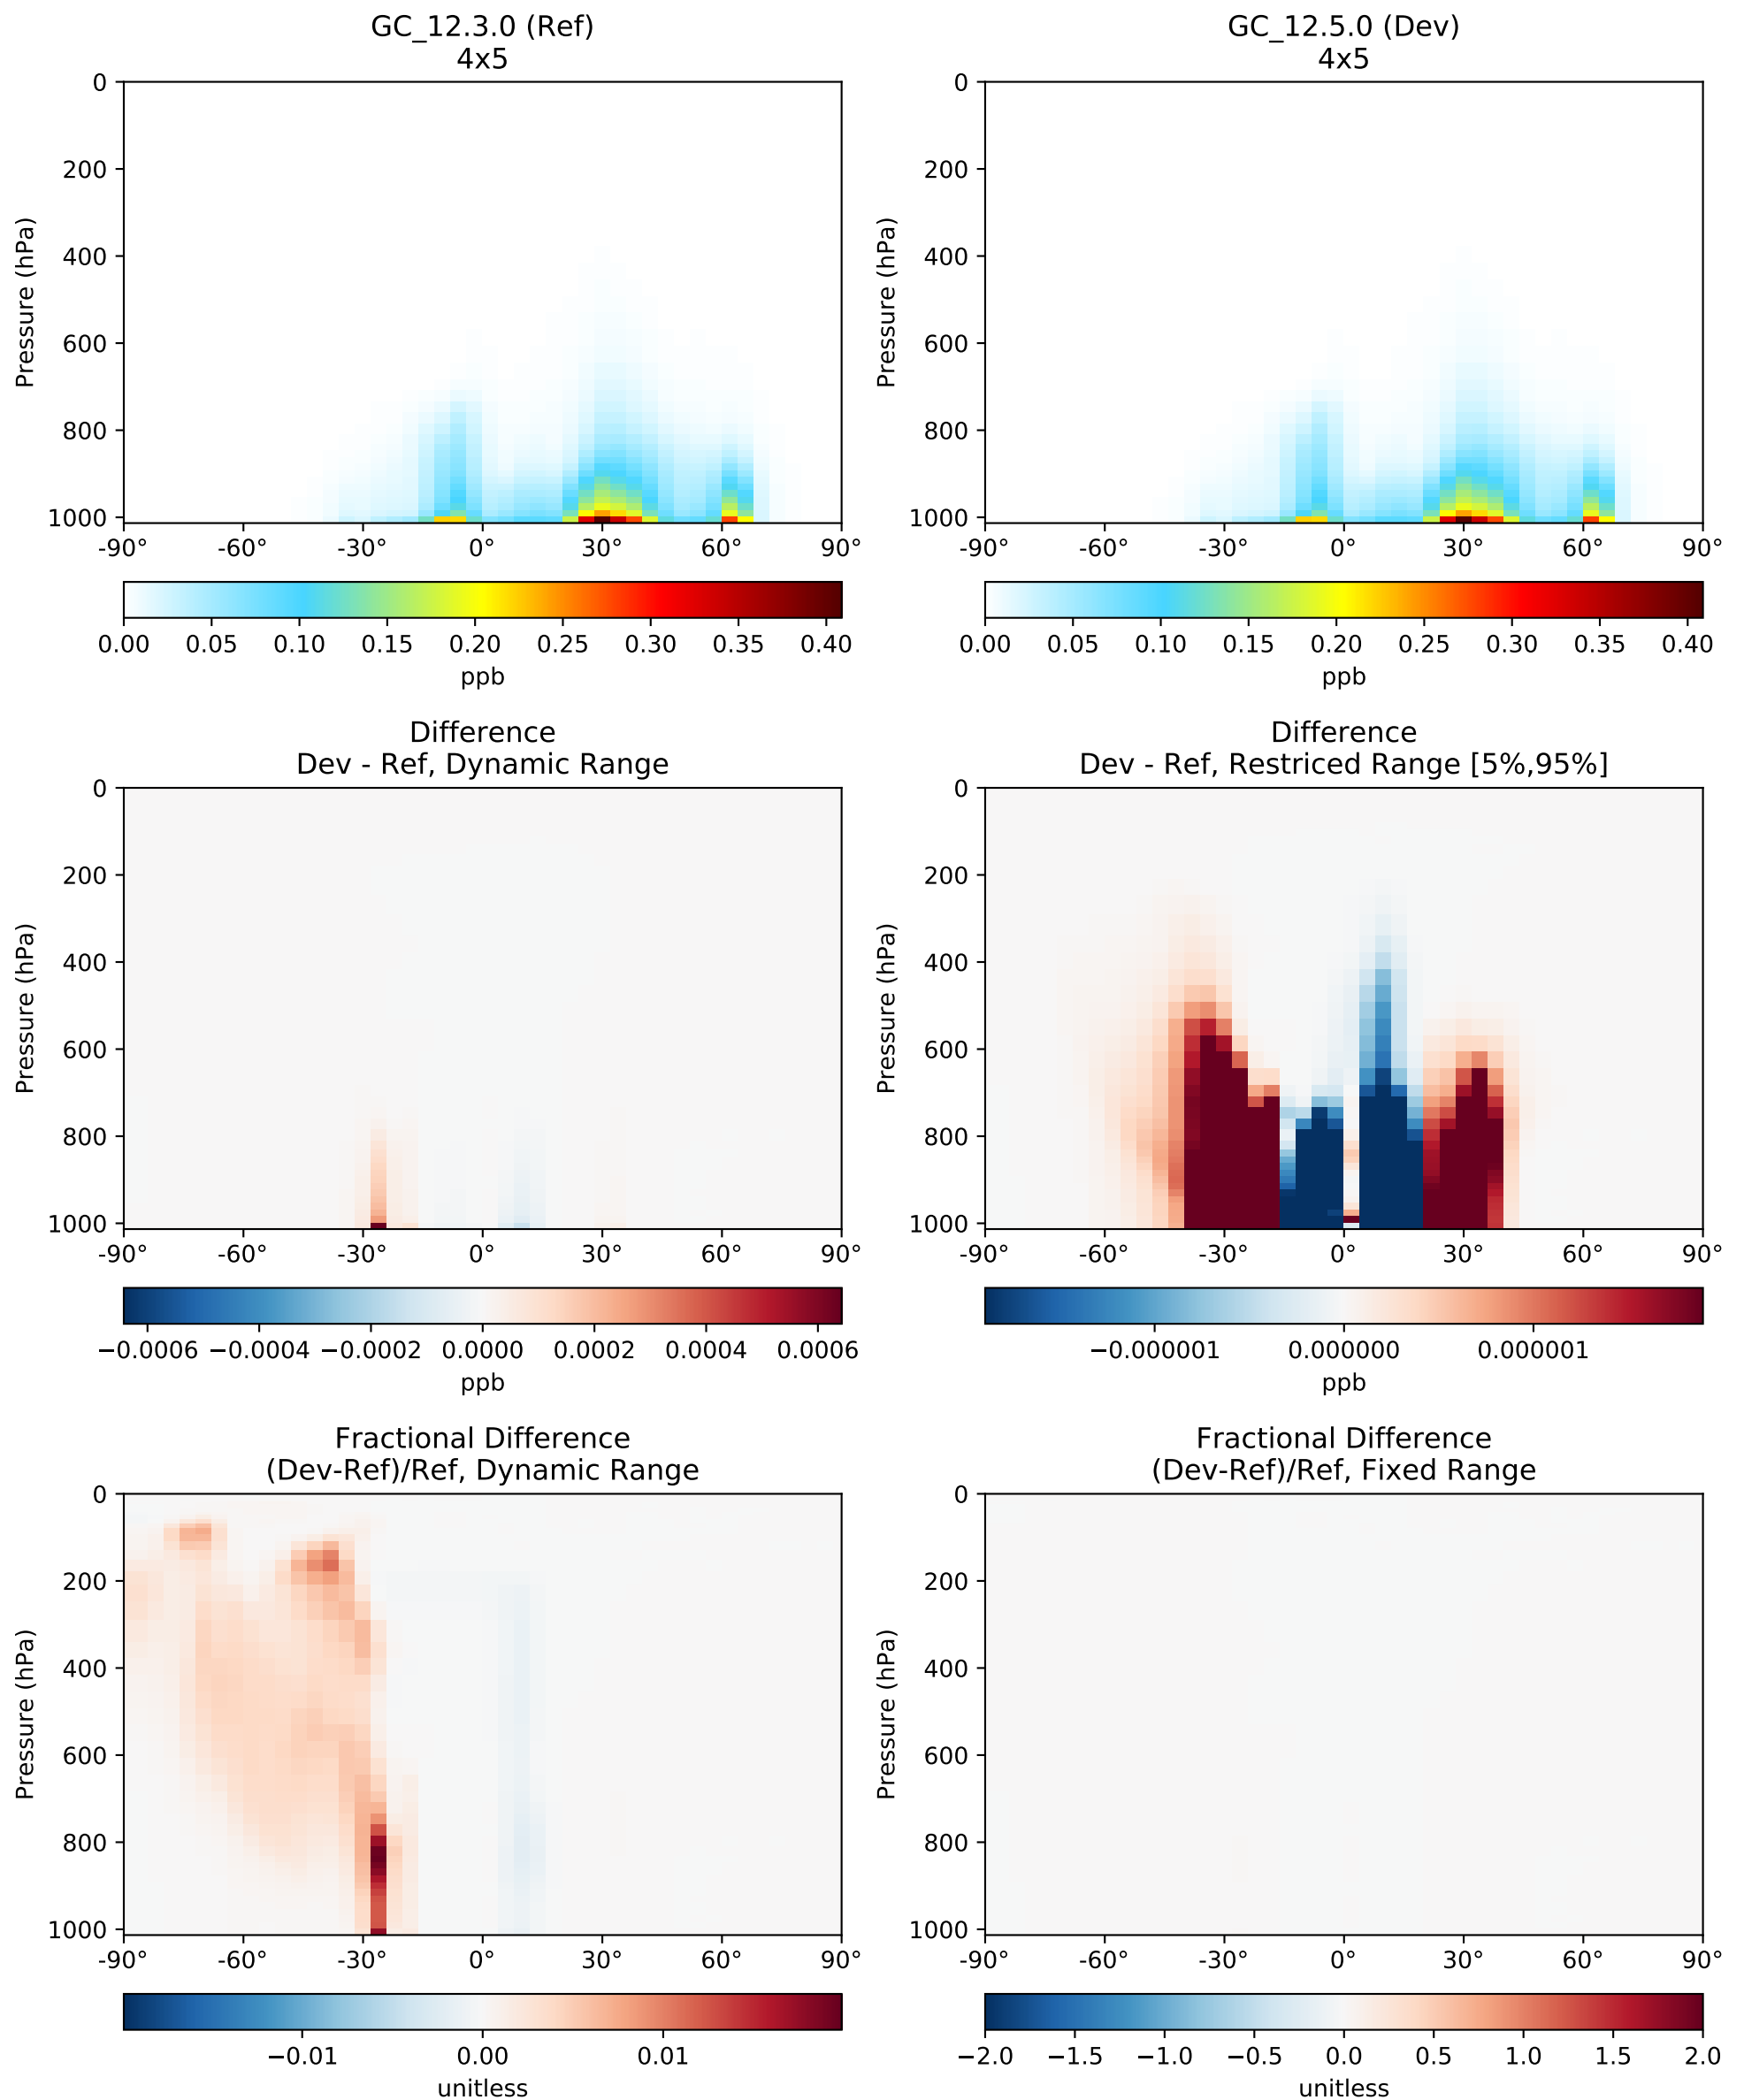 GC_12.3.0 (Ref)
4x5
Pressure (hPa)
0
200
400
600
800
1000
-90° -60° -30° 0° 30° 60° 90°
0.00 0.05 0.10 0.15 0.20 0.25 0.30 0.35 0.40
ppb
GC_12.5.0 (Dev)
4x5
Pressure (hPa)
0
200
400
600
800
1000
-90° -60° -30° 0° 30° 60° 90°
0.00 0.05 0.10 0.15 0.20 0.25 0.30 0.35 0.40
ppb
Difference
Dev - Ref, Dynamic Range
Pressure (hPa)
0
200
400
600
800
1000
-90° -60° -30° 0° 30° 60° 90°
−0.0006 −0.0004 −0.0002 0.0000 0.0002 0.0004 0.0006
ppb
Difference
Dev - Ref, Restriced Range [5%,95%]
Pressure (hPa)
0
200
400
600
800
1000
-90° -60° -30° 0° 30° 60° 90°
−0.000001 0.000000 0.000001
ppb
Fractional Difference
(Dev-Ref)/Ref, Dynamic Range
Pressure (hPa)
0
200
400
600
800
1000
-90° -60° -30° 0° 30° 60° 90°
−0.01 0.00 0.01
unitless
Fractional Difference
(Dev-Ref)/Ref, Fixed Range
Pressure (hPa)
0
200
400
600
800
1000
-90° -60° -30° 0° 30° 60° 90°
−2.0 −1.5 −1.0 −0.5 0.0 0.5 1.0 1.5 2.0
unitless